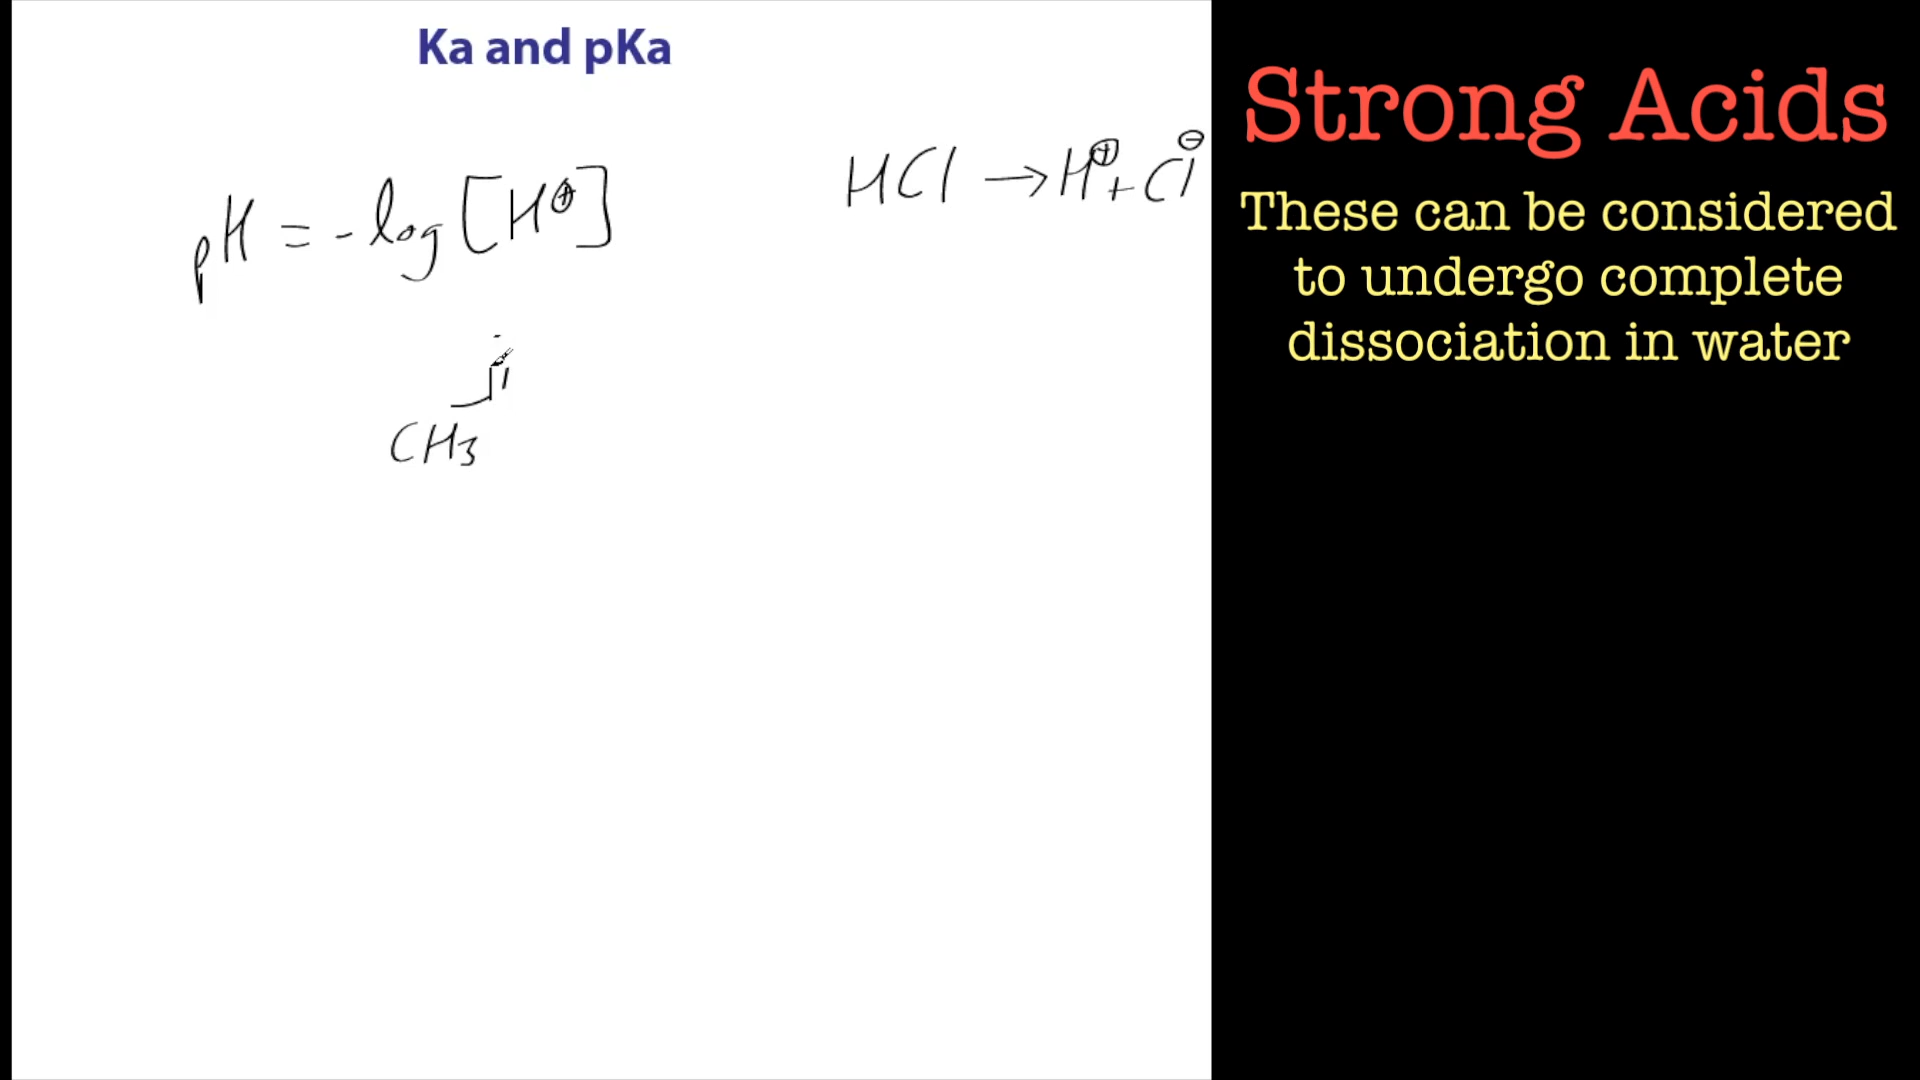 Ka and pKa
pH = -log [H⊕]
HCl → H⊕ + Cl⊖
CH3
Strong Acids
These can be considered
to undergo complete
dissociation in water